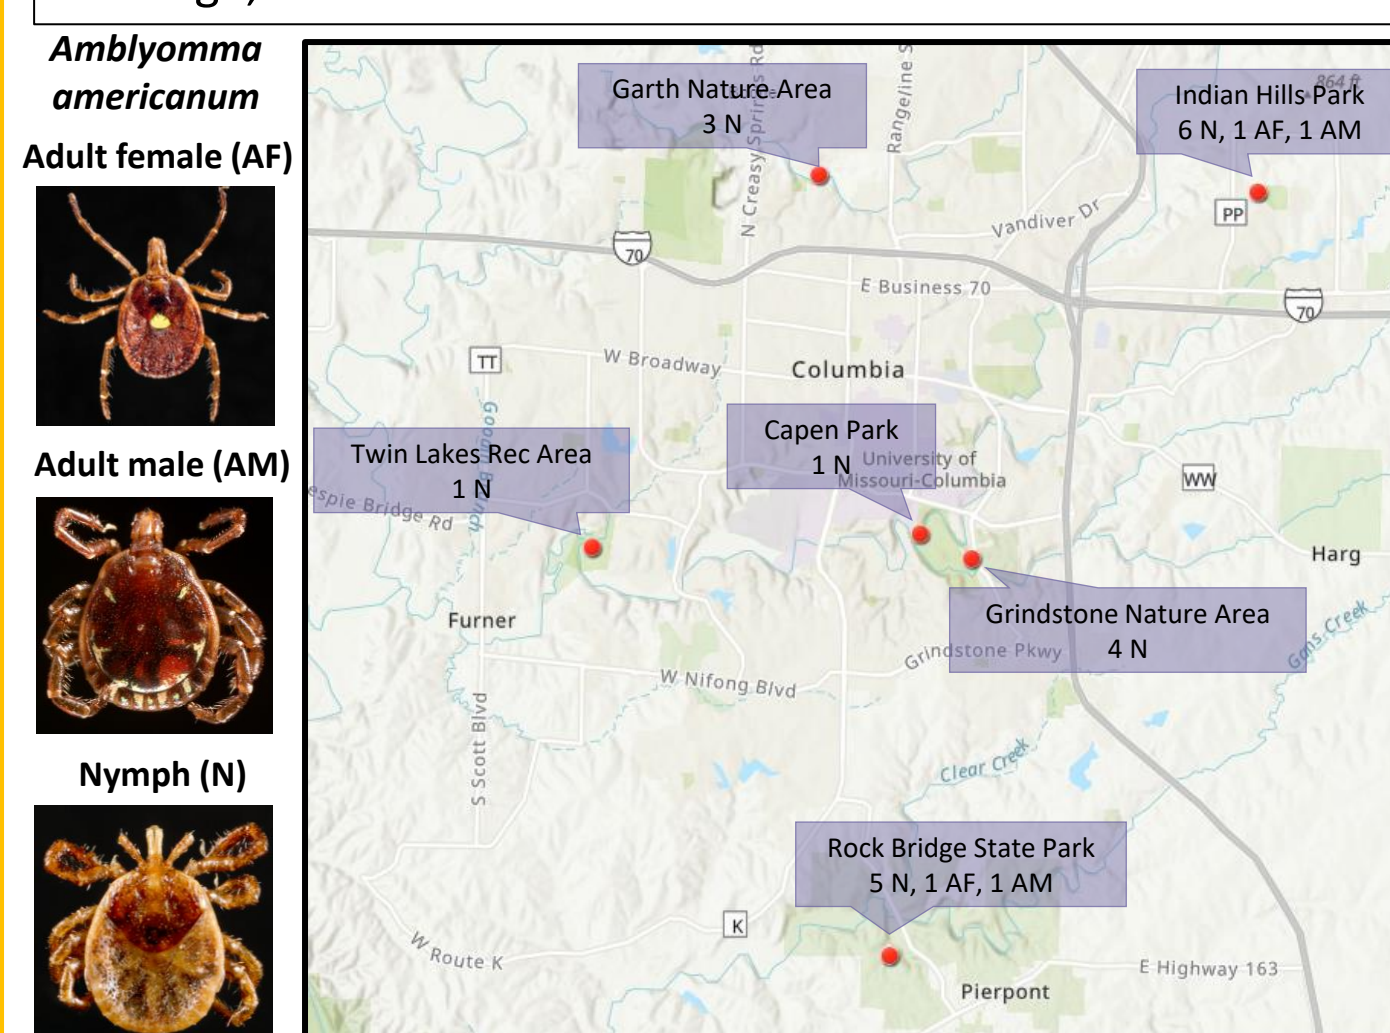 Amblyomma
americanum
Adult female (AF)
Adult male (AM)
Nymph (N)
Garth Nature Area
3 N
Indian Hills Park
6 N, 1 AF, 1 AM
864 ft
N Creasy Springs Rd
Rangeline S
Vandiver Dr
PP
70
E Business 70
70
TT
W Broadway
Columbia
Goodin Branch
Twin Lakes Rec Area
1 N
Capen Park
1 N
University of
Missouri-Columbia
WW
espie Bridge Rd
Harg
Furner
Grindstone Nature Area
4 N
Grindstone Pkwy
Gans Creek
W Nifong Blvd
S Scott Blvd
Clear Creek
Rock Bridge State Park
5 N, 1 AF, 1 AM
K
W Route K
E Highway 163
Pierpont